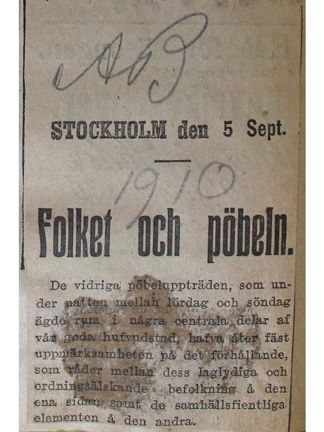 AB
STOCKHOLM den 5 Sept.
1910
Folket och pöbeln.
De vidriga pöbeluppträden, som un-
der natten mellan lördag och söndag
ägde rum i några centrala delar af
vår goda hufvudstad, hafva åter fäst
uppmärksamheten på det förhållande,
som råder mellan dess laglydiga och
ordningsälskande befolkning å den
ena sidan samt de samhällsfientliga
elementen å den andra.